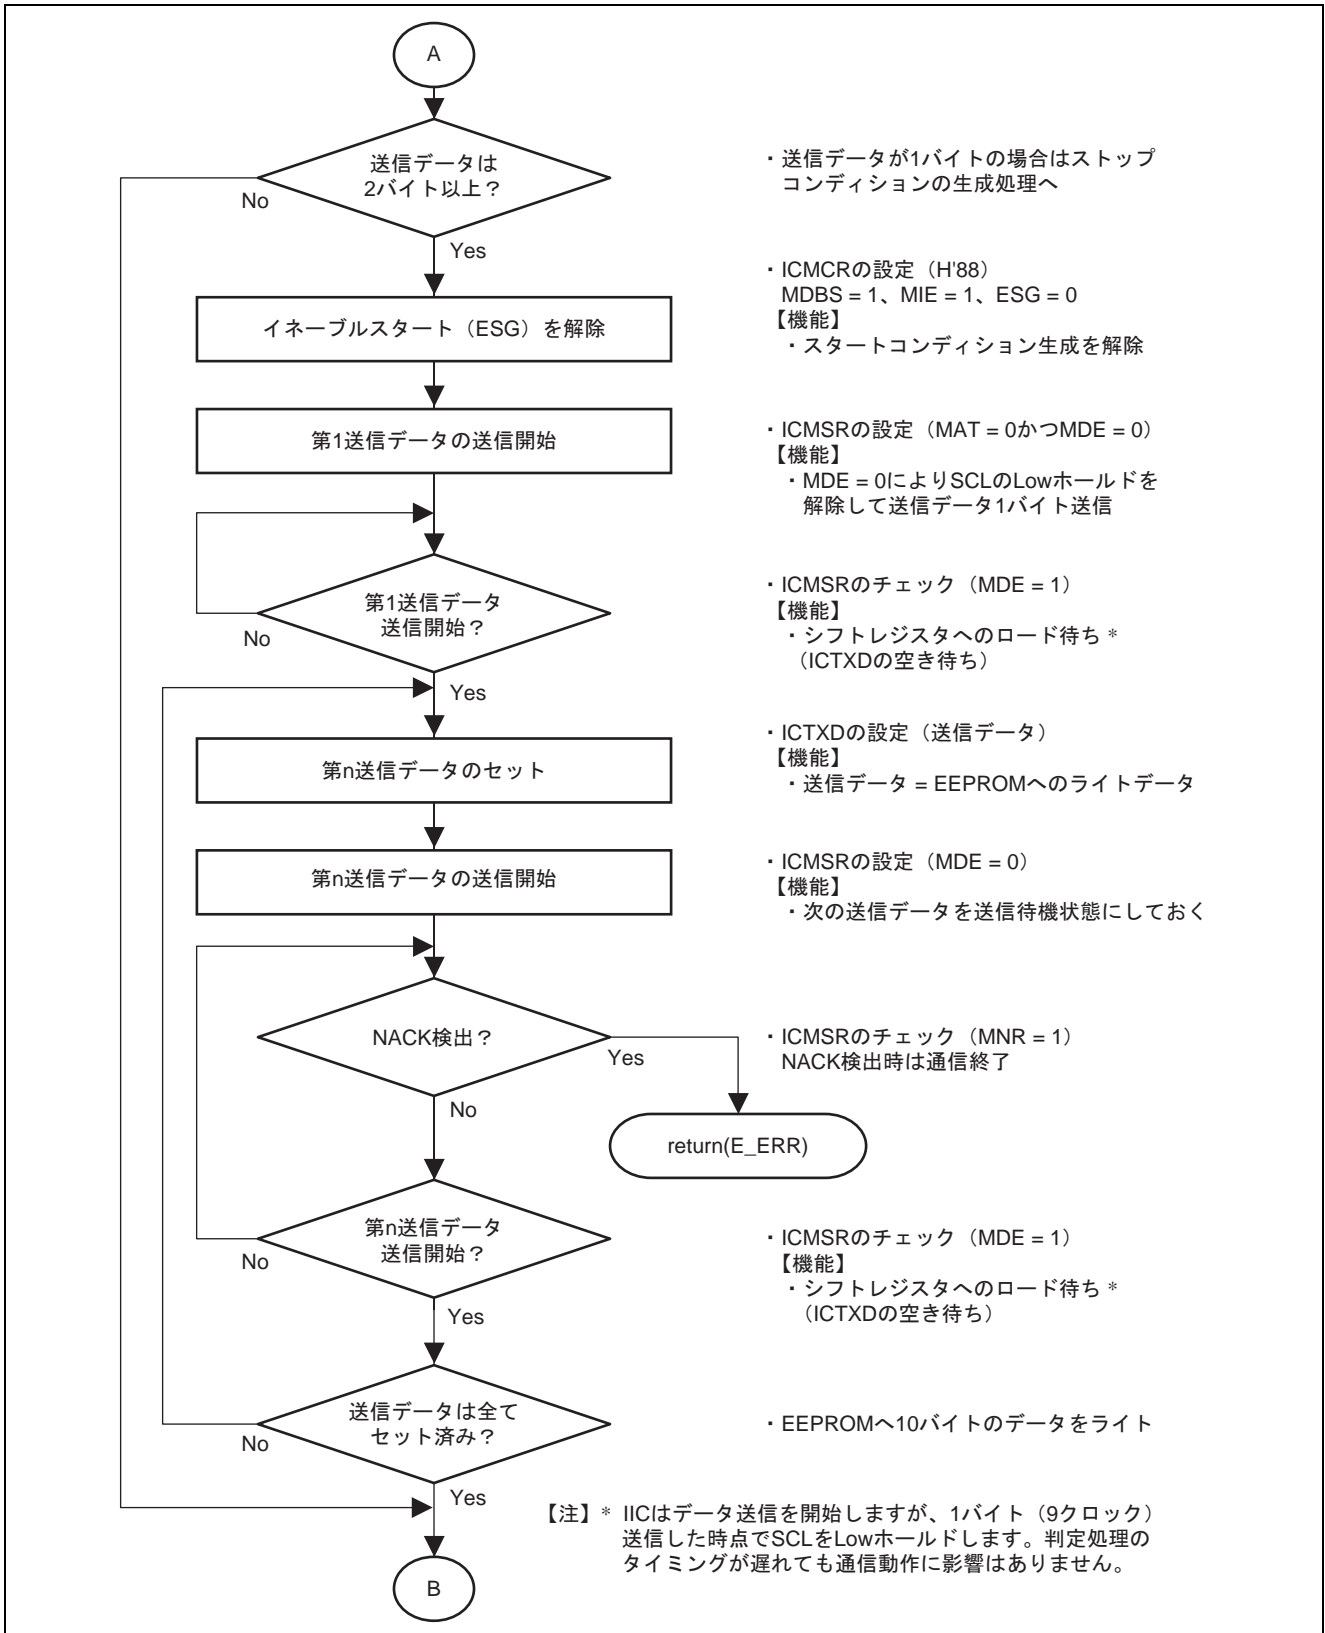 A
送信データは
2バイト以上？
No
Yes
・送信データが1バイトの場合はストップ
コンディションの生成処理へ
イネーブルスタート（ESG）を解除
・ICMCRの設定（H'88）
MDBS = 1、MIE = 1、ESG = 0
【機能】
・スタートコンディション生成を解除
第1送信データの送信開始
・ICMSRの設定（MAT = 0かつMDE = 0）
【機能】
・MDE = 0によりSCLのLowホールドを
解除して送信データ1バイト送信
第1送信データ
送信開始？
No
Yes
・ICMSRのチェック（MDE = 1）
【機能】
・シフトレジスタへのロード待ち *
（ICTXDの空き待ち）
第n送信データのセット
・ICTXDの設定（送信データ）
【機能】
・送信データ = EEPROMへのライトデータ
第n送信データの送信開始
・ICMSRの設定（MDE = 0）
【機能】
・次の送信データを送信待機状態にしておく
NACK検出？
Yes
No
・ICMSRのチェック（MNR = 1）
NACK検出時は通信終了
return(E_ERR)
第n送信データ
送信開始？
No
Yes
・ICMSRのチェック（MDE = 1）
【機能】
・シフトレジスタへのロード待ち *
（ICTXDの空き待ち）
送信データは全て
セット済み？
No
Yes
・EEPROMへ10バイトのデータをライト
【注】* IICはデータ送信を開始しますが、1バイト（9クロック）
送信した時点でSCLをLowホールドします。判定処理の
タイミングが遅れても通信動作に影響はありません。
B